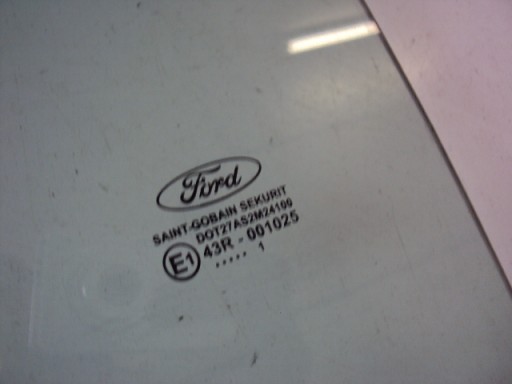 Ford
SAINT-GOBAIN SEKURIT
DOT27AS2M24100
E1 43R - 001025
..... 1